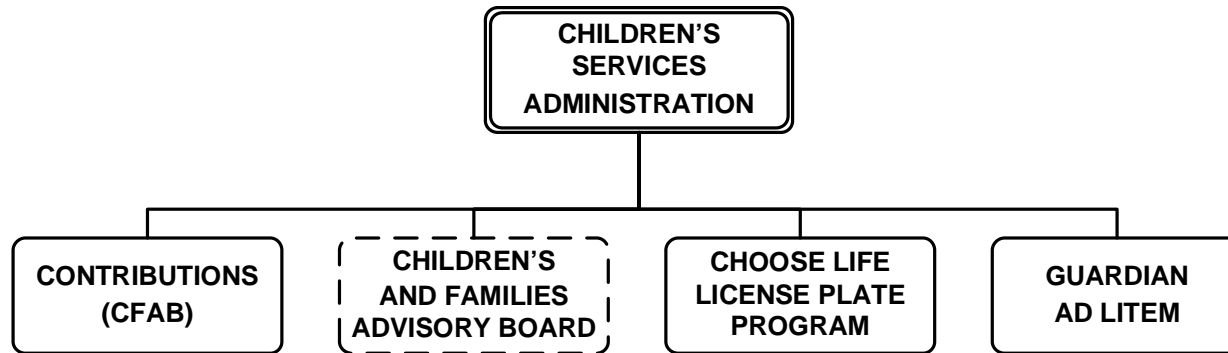 CHILDREN’S
SERVICES
ADMINISTRATION
CONTRIBUTIONS
(CFAB)
CHILDREN’S
AND FAMILIES
ADVISORY BOARD
CHOOSE LIFE
LICENSE PLATE
PROGRAM
GUARDIAN
AD LITEM